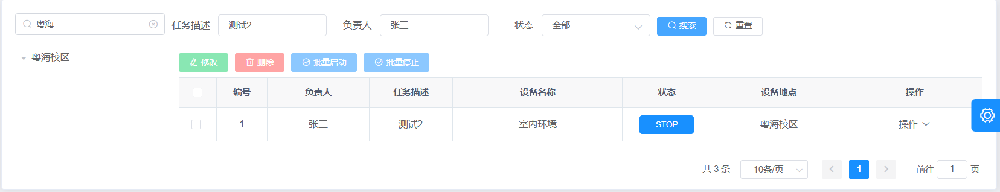 粤海 任务描述 测试2 负责人 张三 状态 全部 搜索 重置
粤海校区
修改 删除 批量启动 批量停止
编号 负责人 任务描述 设备名称 状态 设备地点 操作
1 张三 测试2 室内环境 STOP 粤海校区 操作
共 3 条 10条/页 1 前往 1 页